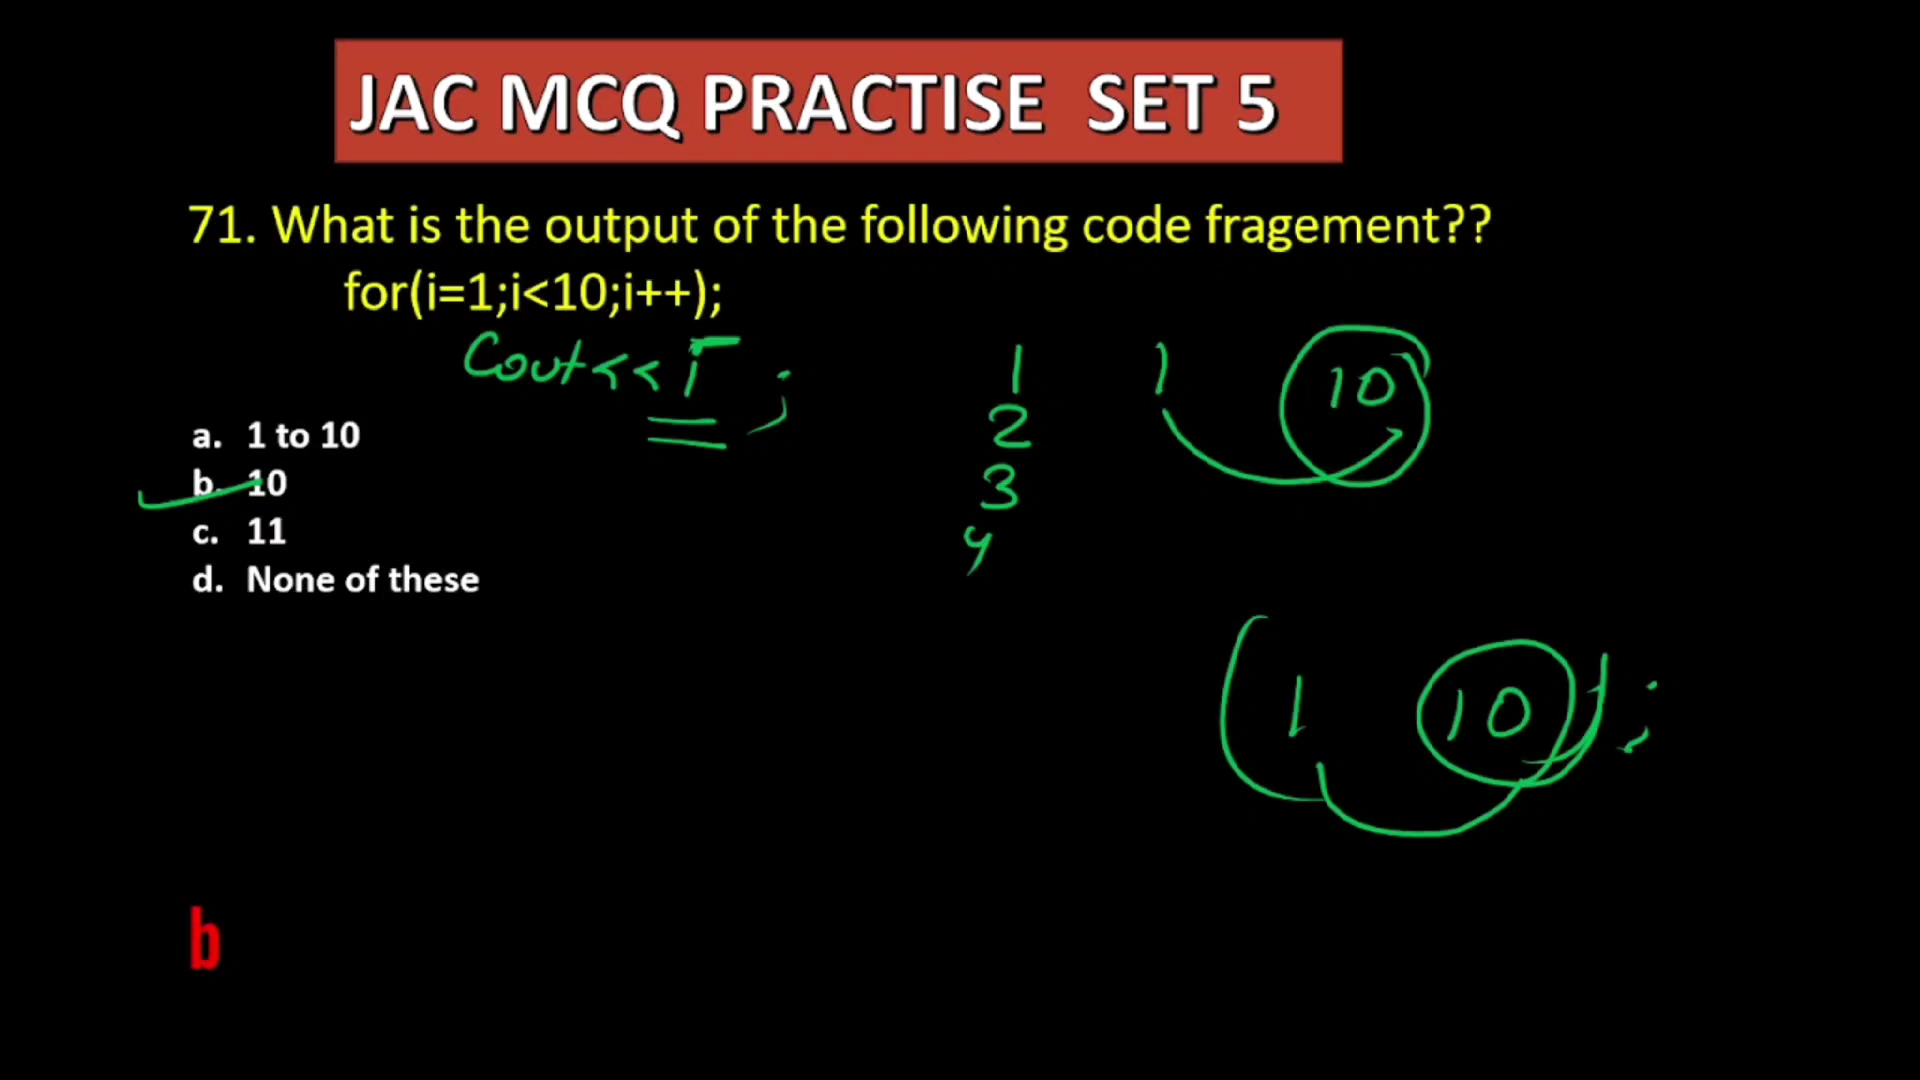 JAC MCQ PRACTISE SET 5
71. What is the output of the following code fragement??
for(i=1;i<10;i++);
Cout<< i ;
1 1 10
2
3
4
a. 1 to 10
b. 10
c. 11
d. None of these
( 1 10 ) ;
b